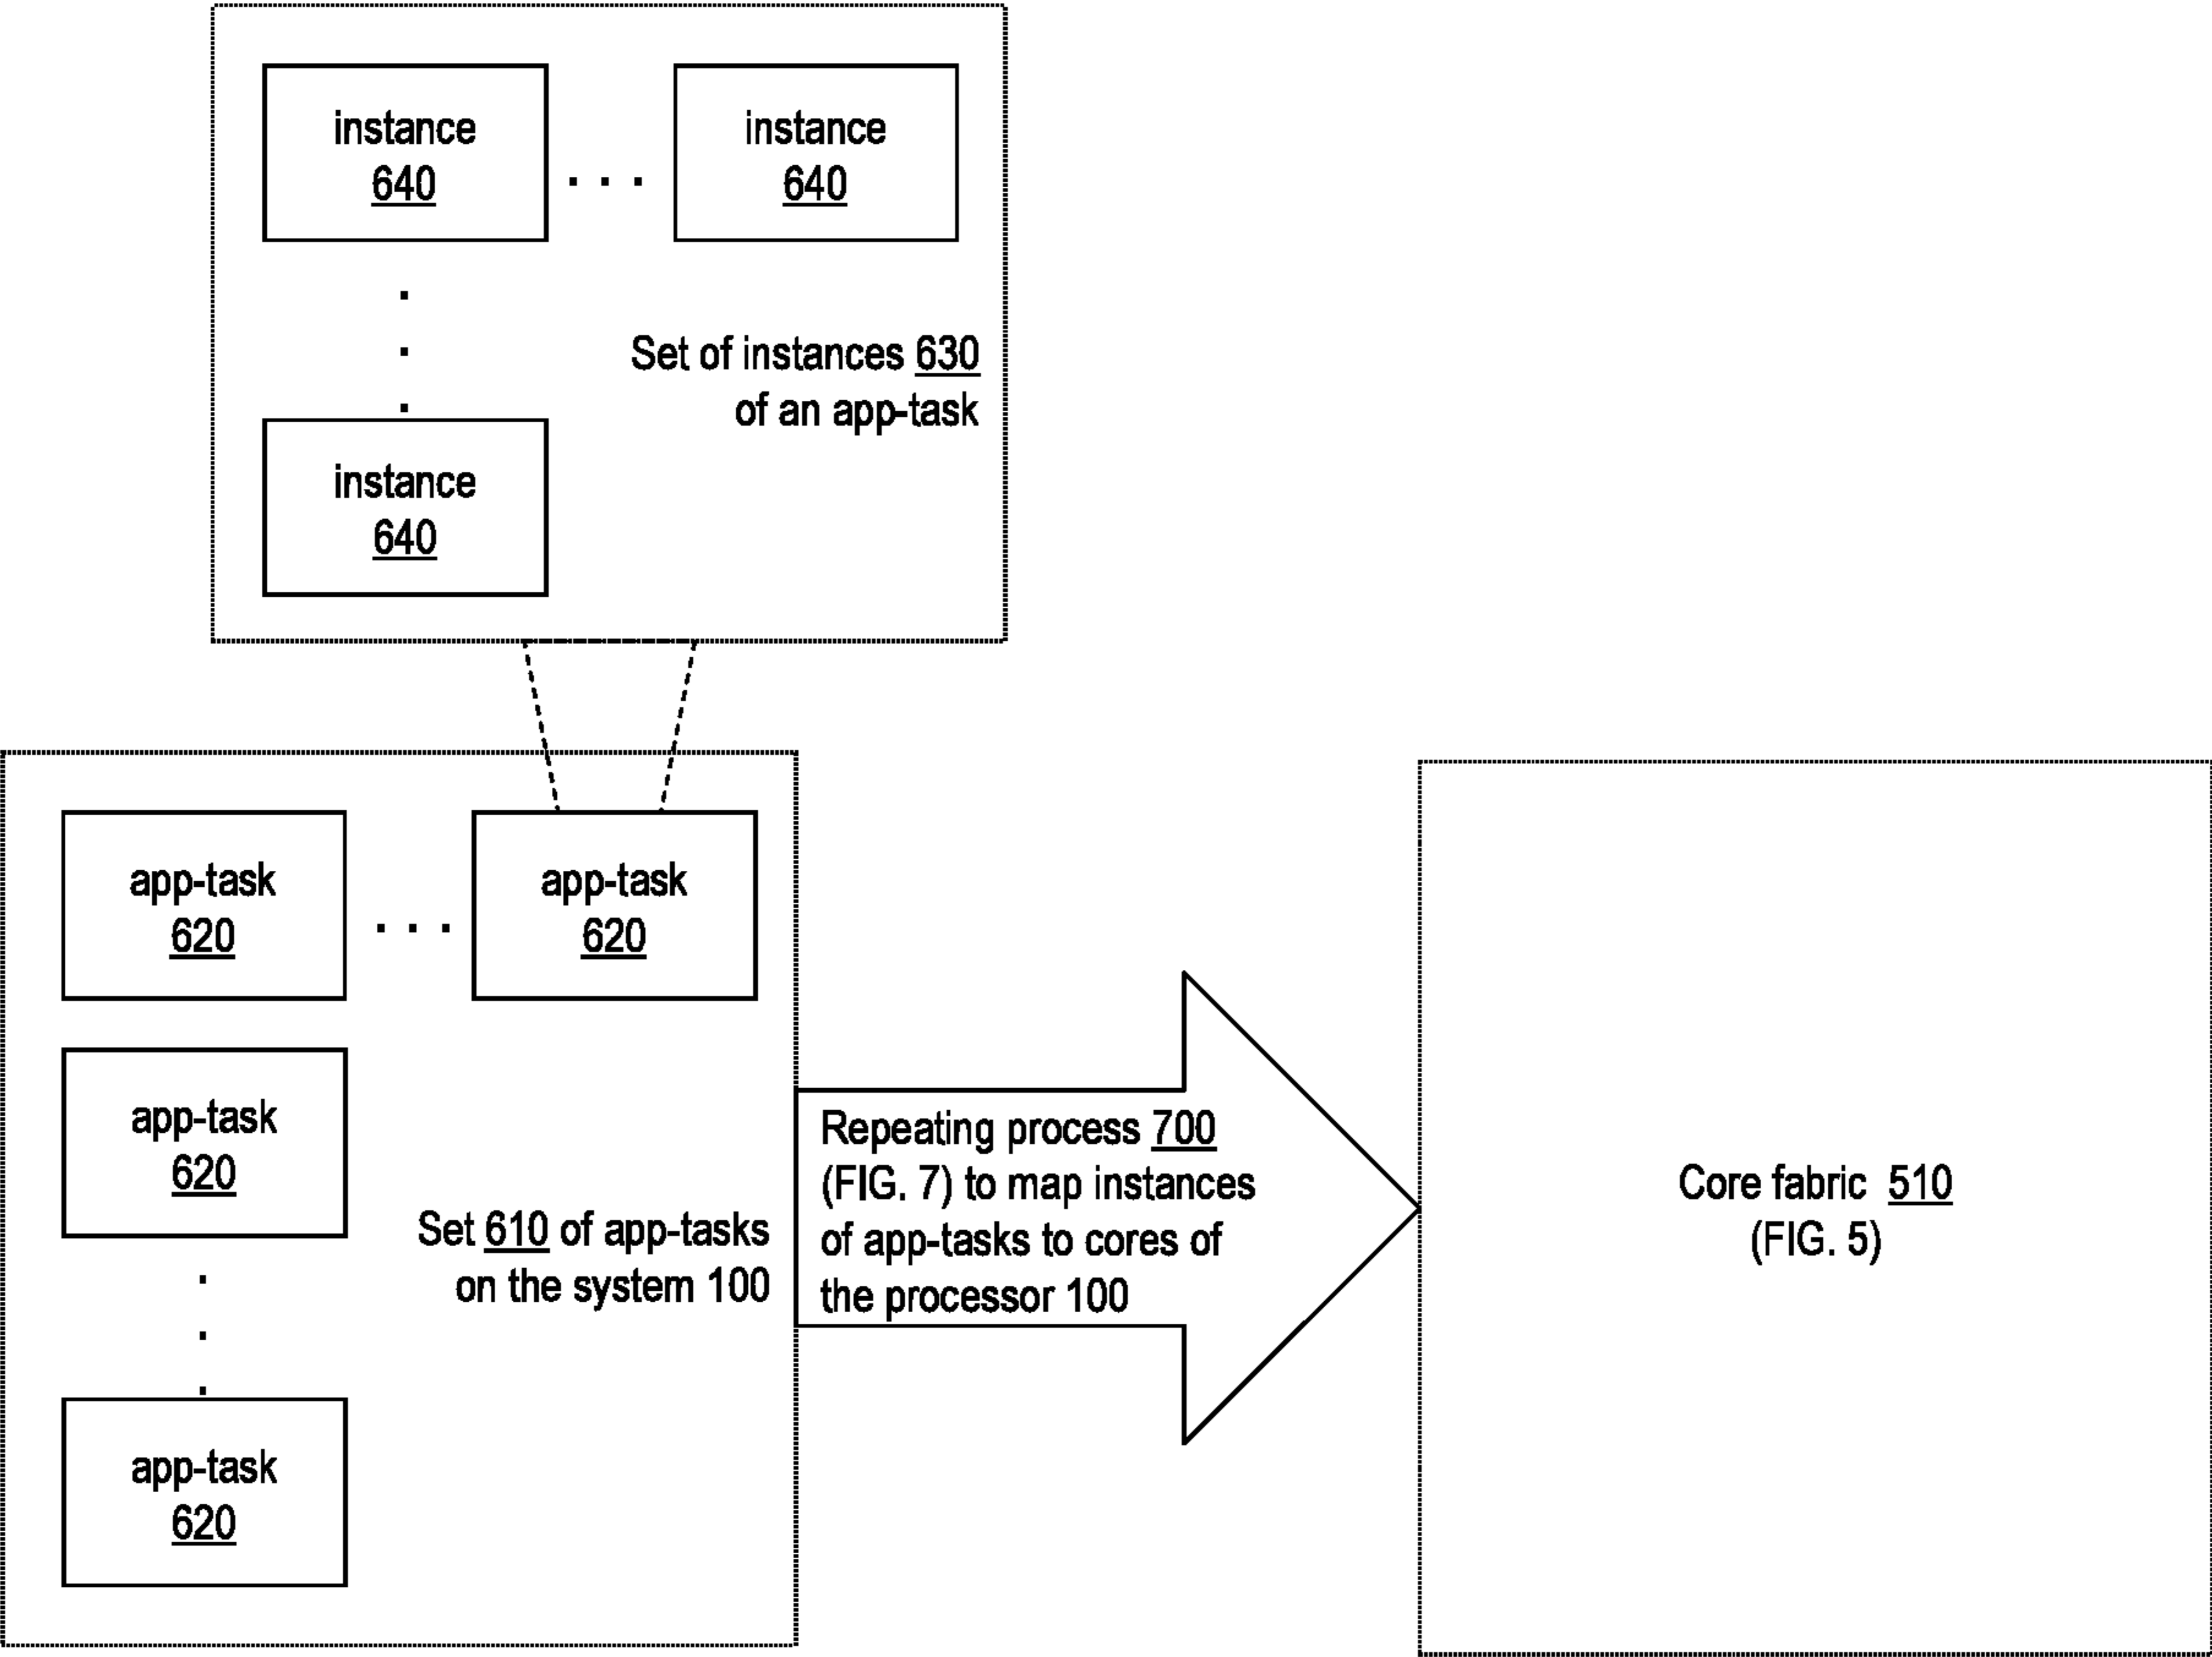 instance
640
. . .
instance
640
.
.
.
Set of instances 630
of an app-task
instance
640
app-task
620
. . .
app-task
620
app-task
620
Set 610 of app-tasks
on the system 100
.
.
.
app-task
620
Repeating process 700
(FIG. 7) to map instances
of app-tasks to cores of
the processor 100
Core fabric 510
(FIG. 5)